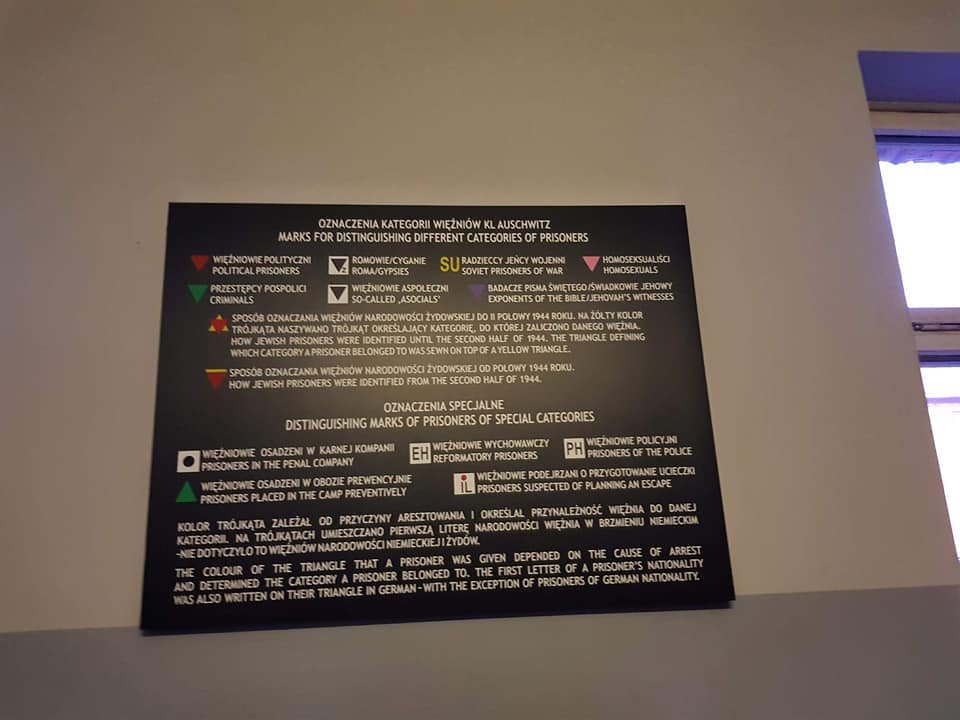 OZNACZENIA KATEGORII WIĘŹNIÓW KL AUSCHWITZ
MARKS FOR DISTINGUISHING DIFFERENT CATEGORIES OF PRISONERS
WIĘŹNIOWIE POLITYCZNI
POLITICAL PRISONERS
Z
ROMOWIE/CYGANIE
ROMA/GYPSIES
SU
RADZIECCY JEŃCY WOJENNI
SOVIET PRISONERS OF WAR
HOMOSEKSUALIŚCI
HOMOSEXUALS
PRZESTĘPCY POSPOLICI
CRIMINALS
WIĘŹNIOWIE ASPOŁECZNI
SO-CALLED ‚ASOCIALS'
BADACZE PISMA ŚWIĘTEGO/ŚWIADKOWIE JEHOWY
EXPONENTS OF THE BIBLE/JEHOVAH'S WITNESSES
SPOSÓB OZNACZANIA WIĘŹNIÓW NARODOWOŚCI ŻYDOWSKIEJ DO II POŁOWY 1944 ROKU. NA ŻÓŁTY KOLOR
TRÓJKĄTA NASZYWANO TRÓJKĄT OKREŚLAJĄCY KATEGORIĘ, DO KTÓREJ ZALICZONO DANEGO WIĘŹNIA.
HOW JEWISH PRISONERS WERE IDENTIFIED UNTIL THE SECOND HALF OF 1944. THE TRIANGLE DEFINING
WHICH CATEGORY A PRISONER BELONGED TO WAS SEWN ON TOP OF A YELLOW TRIANGLE.
SPOSÓB OZNACZANIA WIĘŹNIÓW NARODOWOŚCI ŻYDOWSKIEJ OD POŁOWY 1944 ROKU.
HOW JEWISH PRISONERS WERE IDENTIFIED FROM THE SECOND HALF OF 1944.
OZNACZENIA SPECJALNE
DISTINGUISHING MARKS OF PRISONERS OF SPECIAL CATEGORIES
WIĘŹNIOWIE OSADZENI W KARNEJ KOMPANII
PRISONERS IN THE PENAL COMPANY
EH
WIĘŹNIOWIE WYCHOWAWCZY
REFORMATORY PRISONERS
PH
WIĘŹNIOWIE POLICYJNI
PRISONERS OF THE POLICE
WIĘŹNIOWIE OSADZENI W OBOZIE PREWENCYJNIE
PRISONERS PLACED IN THE CAMP PREVENTIVELY
iL
WIĘŹNIOWIE PODEJRZANI O PRZYGOTOWANIE UCIECZKI
PRISONERS SUSPECTED OF PLANNING AN ESCAPE
KOLOR TRÓJKĄTA ZALEŻAŁ OD PRZYCZYNY ARESZTOWANIA I OKREŚLAŁ PRZYNALEŻNOŚĆ WIĘŹNIA DO DANEJ
KATEGORII. NA TRÓJKĄTACH UMIESZCZANO PIERWSZĄ LITERĘ NARODOWOŚCI WIĘŹNIA W BRZMIENIU NIEMIECKIM
-NIE DOTYCZYŁO TO WIĘŹNIÓW NARODOWOŚCI NIEMIECKIEJ I ŻYDÓW.
THE COLOUR OF THE TRIANGLE THAT A PRISONER WAS GIVEN DEPENDED ON THE CAUSE OF ARREST
AND DETERMINED THE CATEGORY A PRISONER BELONGED TO. THE FIRST LETTER OF A PRISONER'S NATIONALITY
WAS ALSO WRITTEN ON THEIR TRIANGLE IN GERMAN - WITH THE EXCEPTION OF PRISONERS OF GERMAN NATIONALITY.